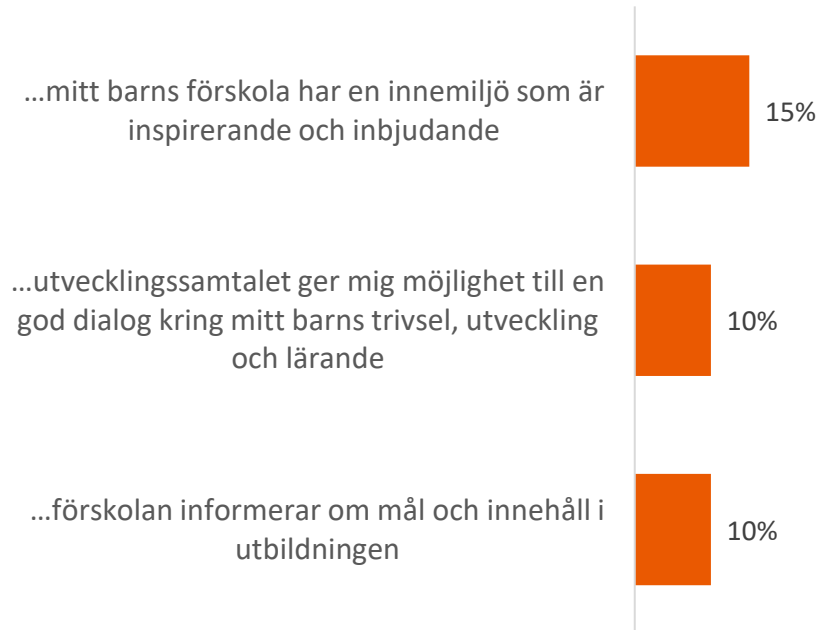 …mitt barns förskola har en innemiljö som är
inspirerande och inbjudande
15%
…utvecklingssamtalet ger mig möjlighet till en
god dialog kring mitt barns trivsel, utveckling
och lärande
10%
…förskolan informerar om mål och innehåll i
utbildningen
10%